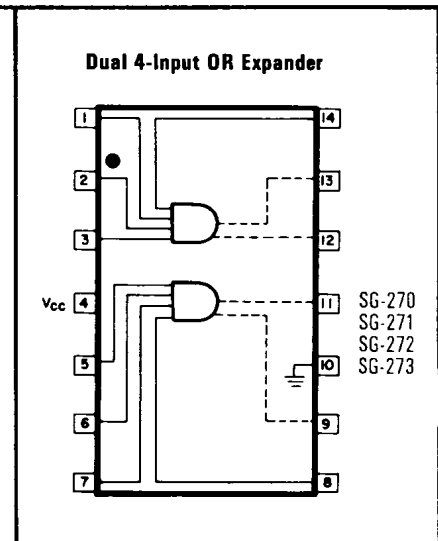 Dual 4-Input OR Expander
1 14
2 13
3 12
Vcc 4 11 SG-270
SG-271
SG-272
5 10 SG-273
6 9
7 8